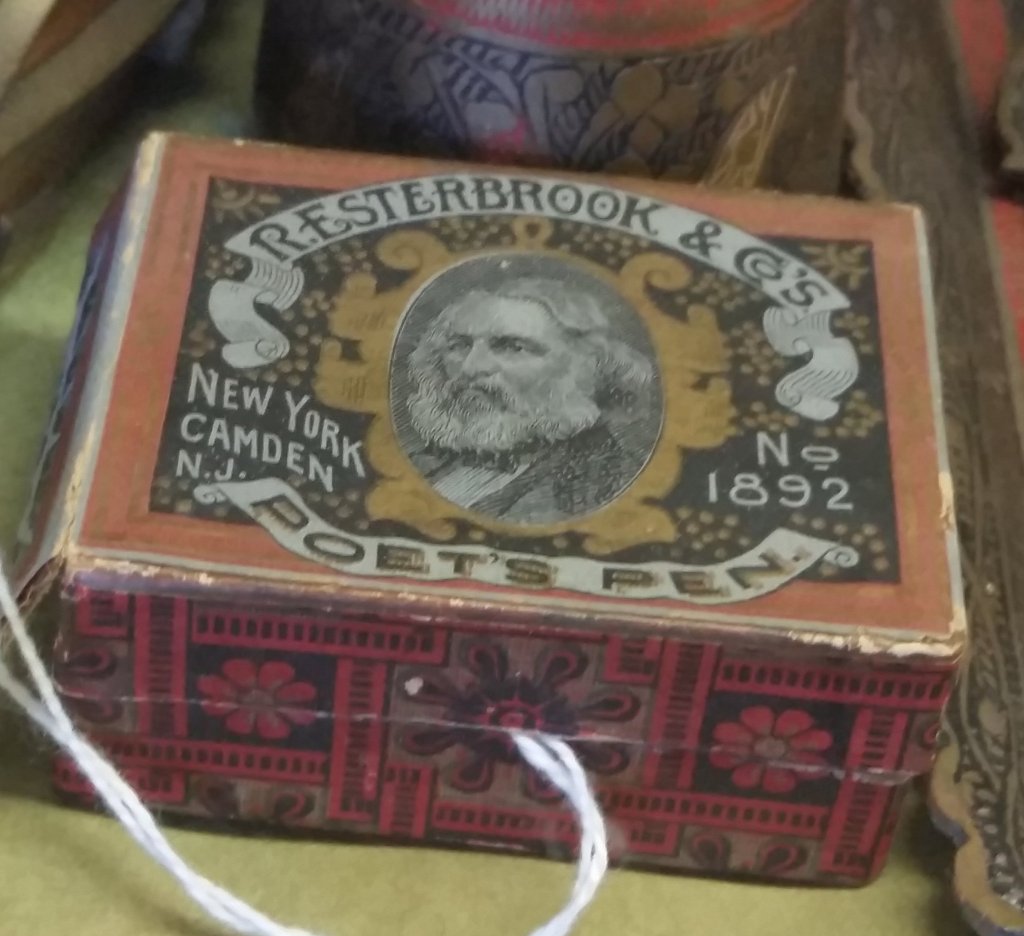 R. ESTERBROOK & Co's
NEW YORK
CAMDEN
N.J.
No
1892
POET'S PEN.